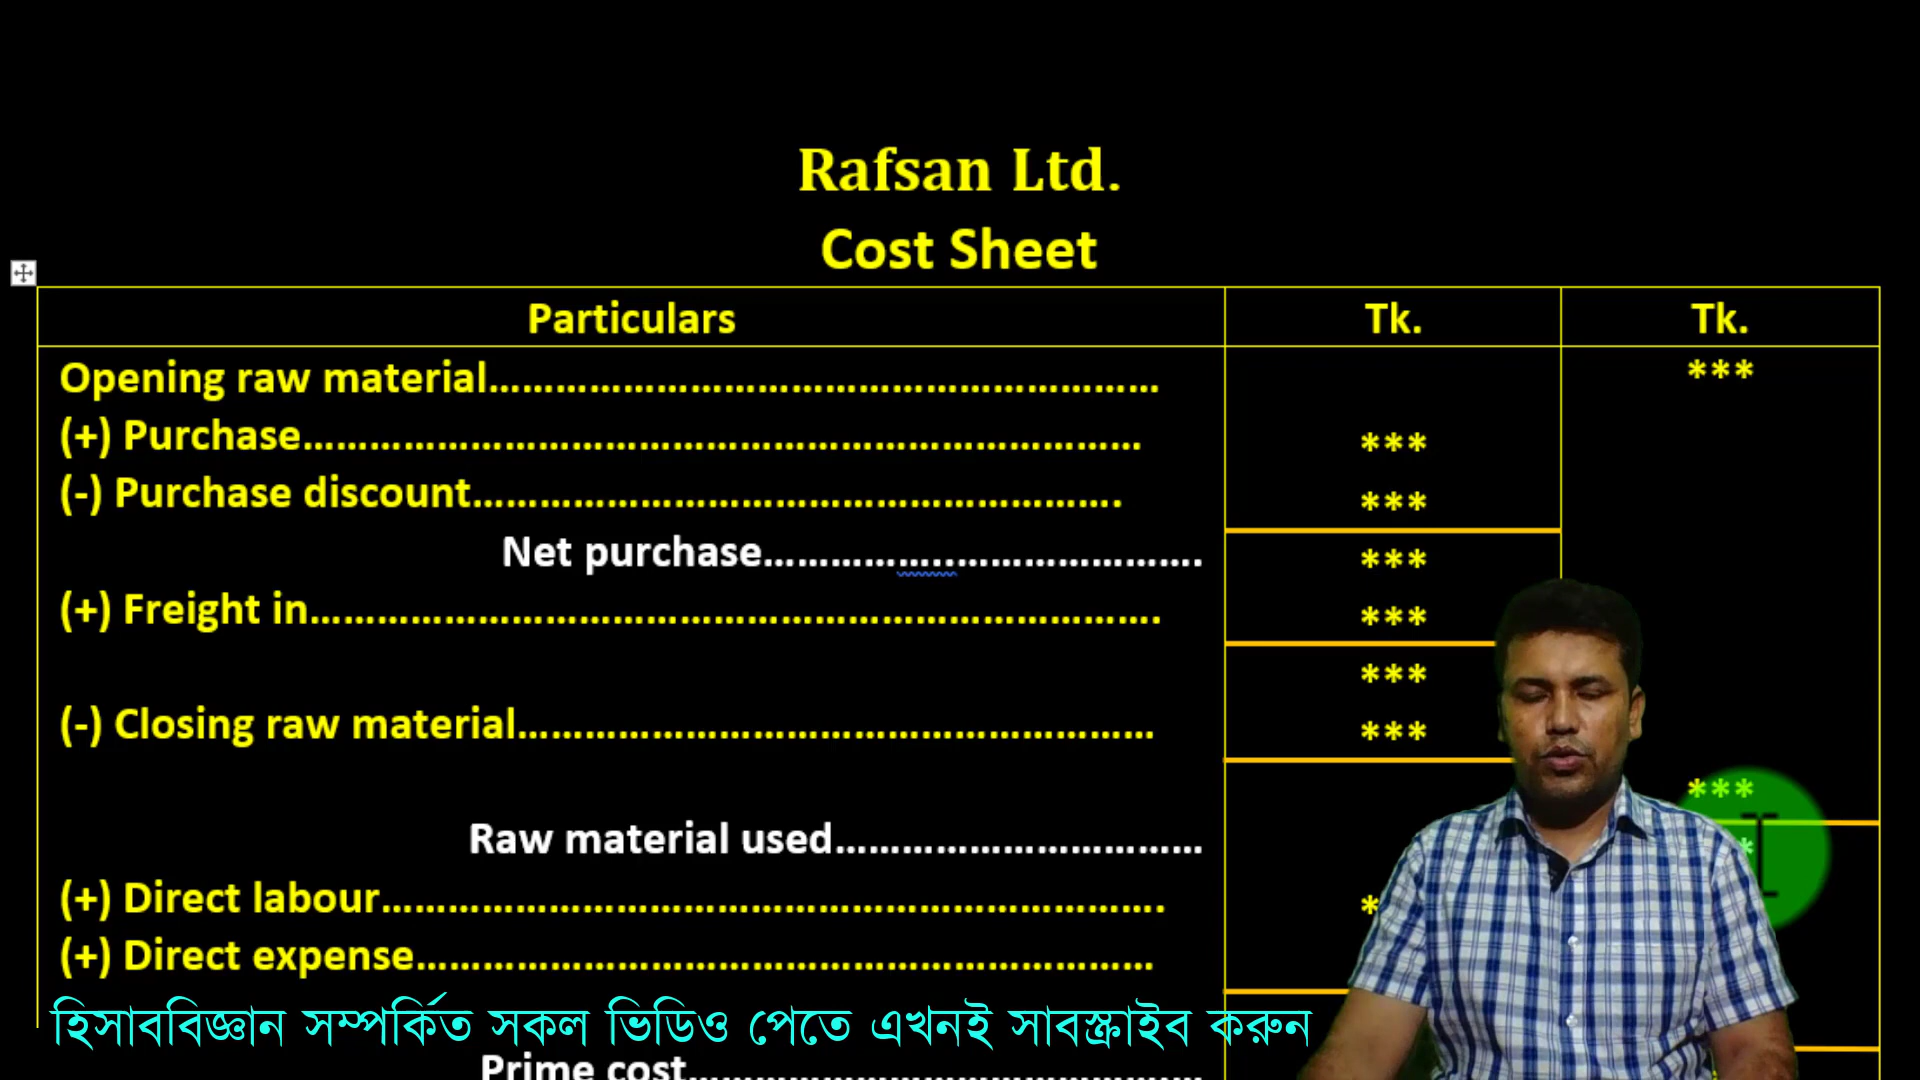 Rafsan Ltd.
Cost Sheet
Particulars Tk. Tk.
Opening raw material……………………………………………………… ***
(+) Purchase…………………………………………………………………… ***
(-) Purchase discount……………………………………………………. ***
Net purchase…………………………………. ***
(+) Freight in……………………………………………………………………. ***
***
(-) Closing raw material…………………………………………………… ***
***
Raw material used……………………………
(+) Direct labour………………………………………………………………. *
(+) Direct expense……………………………………………………………
হিসাববিজ্ঞান সম্পর্কিত সকল ভিডিও পেতে এখনই সাবস্ক্রাইব করুন
Prime cost…………………………………………